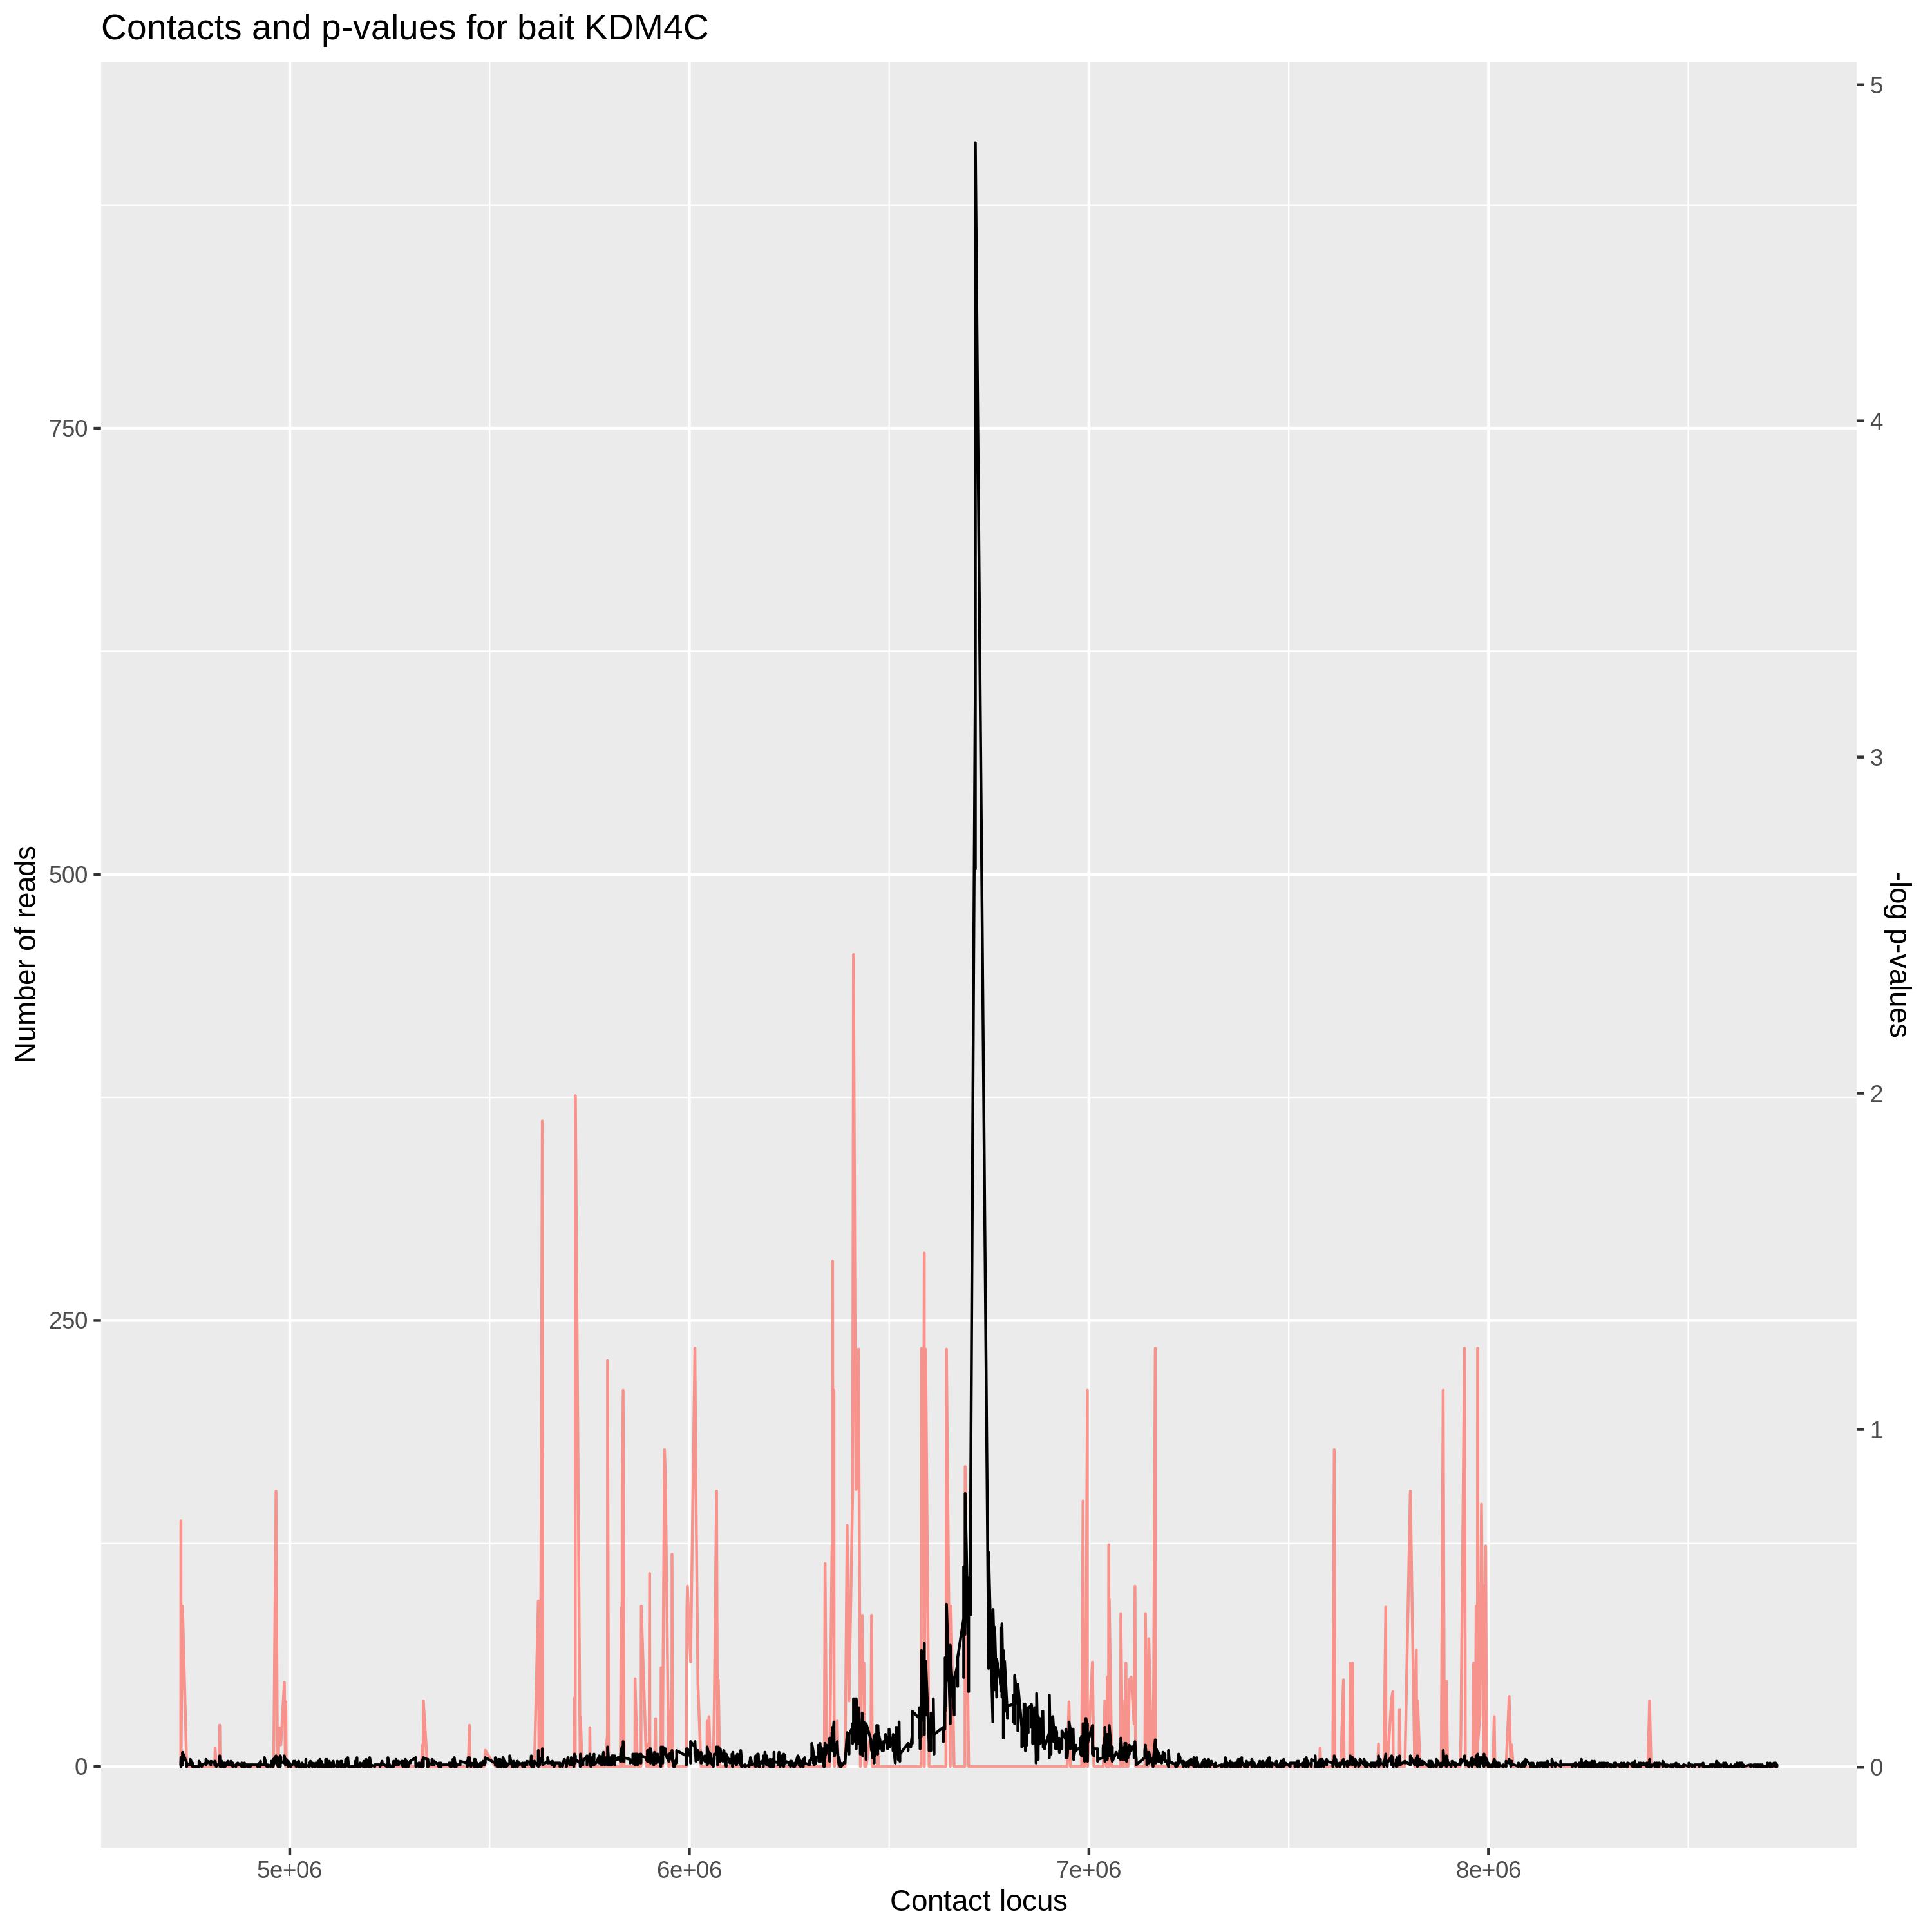 Contacts and p-values for bait KDM4C
Number of reads
750
500
250
0
5
4
3
2
1
0
-log p-values
5e+06
6e+06
7e+06
8e+06
Contact locus